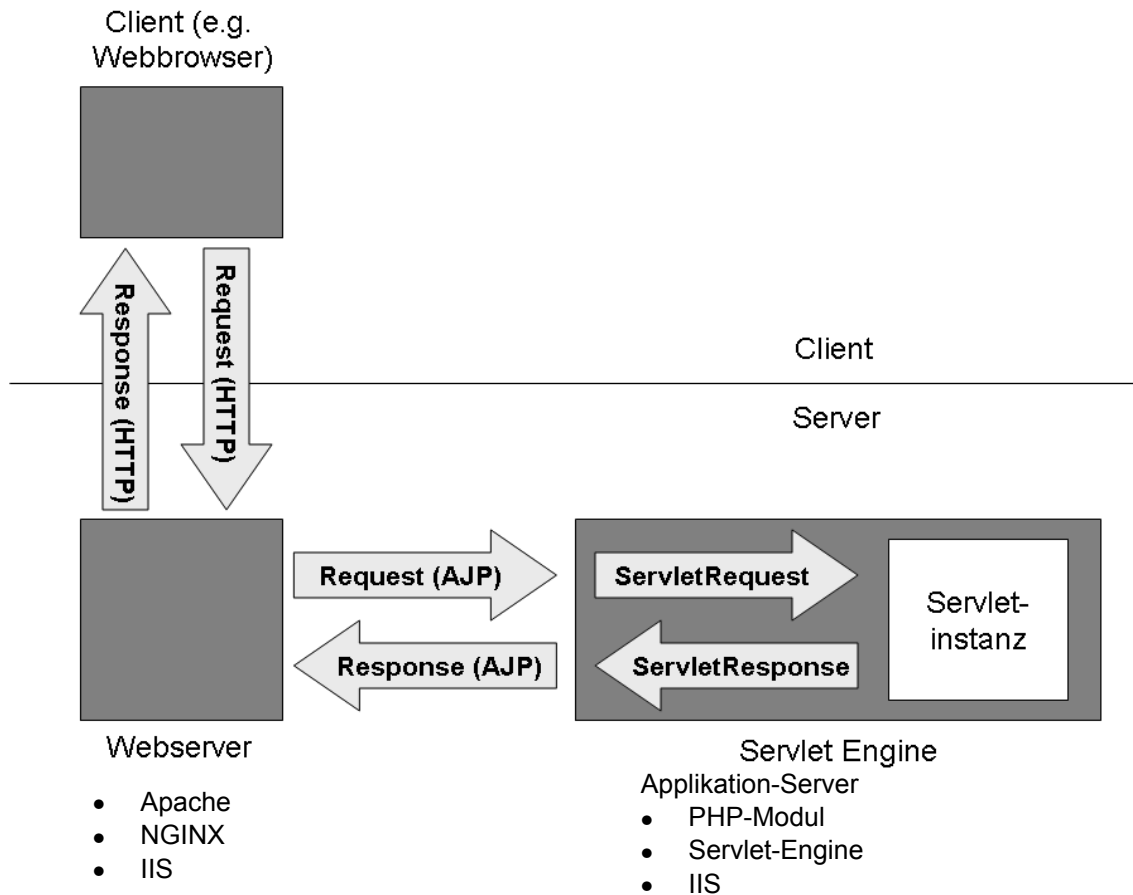 Client (e.g.
Webbrowser)
Response (HTTP)
Request (HTTP)
Client
Server
Request (AJP)
ServletRequest
Servlet-
instanz
Response (AJP)
ServletResponse
Webserver
• Apache
• NGINX
• IIS
Servlet Engine
Applikation-Server
• PHP-Modul
• Servlet-Engine
• IIS